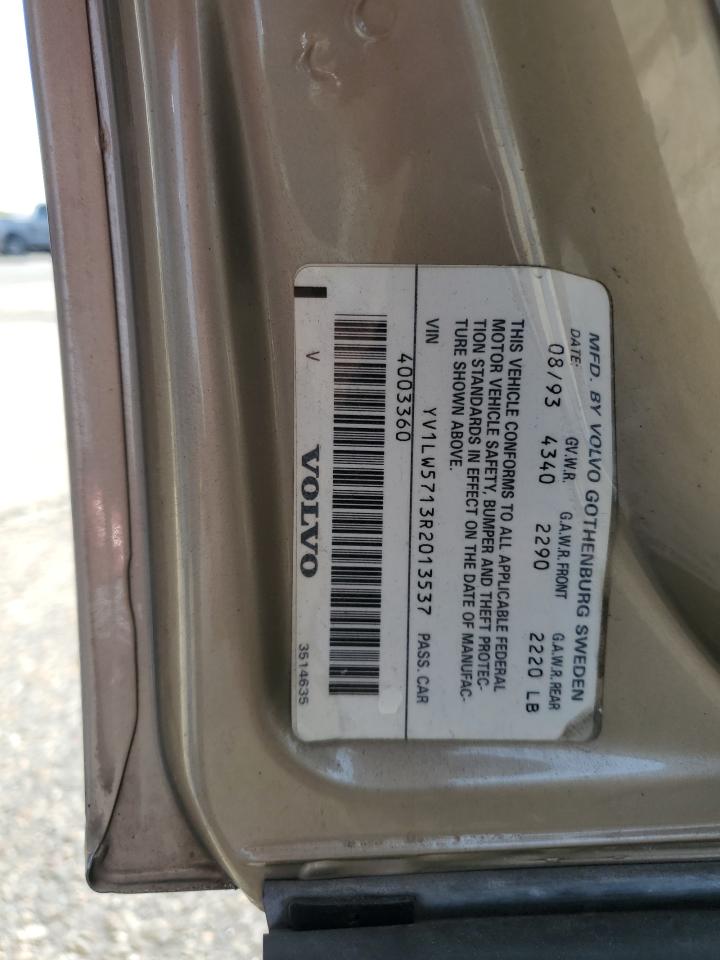 MFD. BY VOLVO GOTHENBURG SWEDEN
DATE: G.V.W.R. G.A.W.R. FRONT G.A.W.R. REAR
08/93 4340 2290 2220 LB
THIS VEHICLE CONFORMS TO ALL APPLICABLE FEDERAL
MOTOR VEHICLE SAFETY, BUMPER AND THEFT PROTEC-
TION STANDARDS IN EFFECT ON THE DATE OF MANUFAC-
TURE SHOWN ABOVE.
VIN YV1LW5713R2013537 PASS. CAR
4003360
V VOLVO 3514635